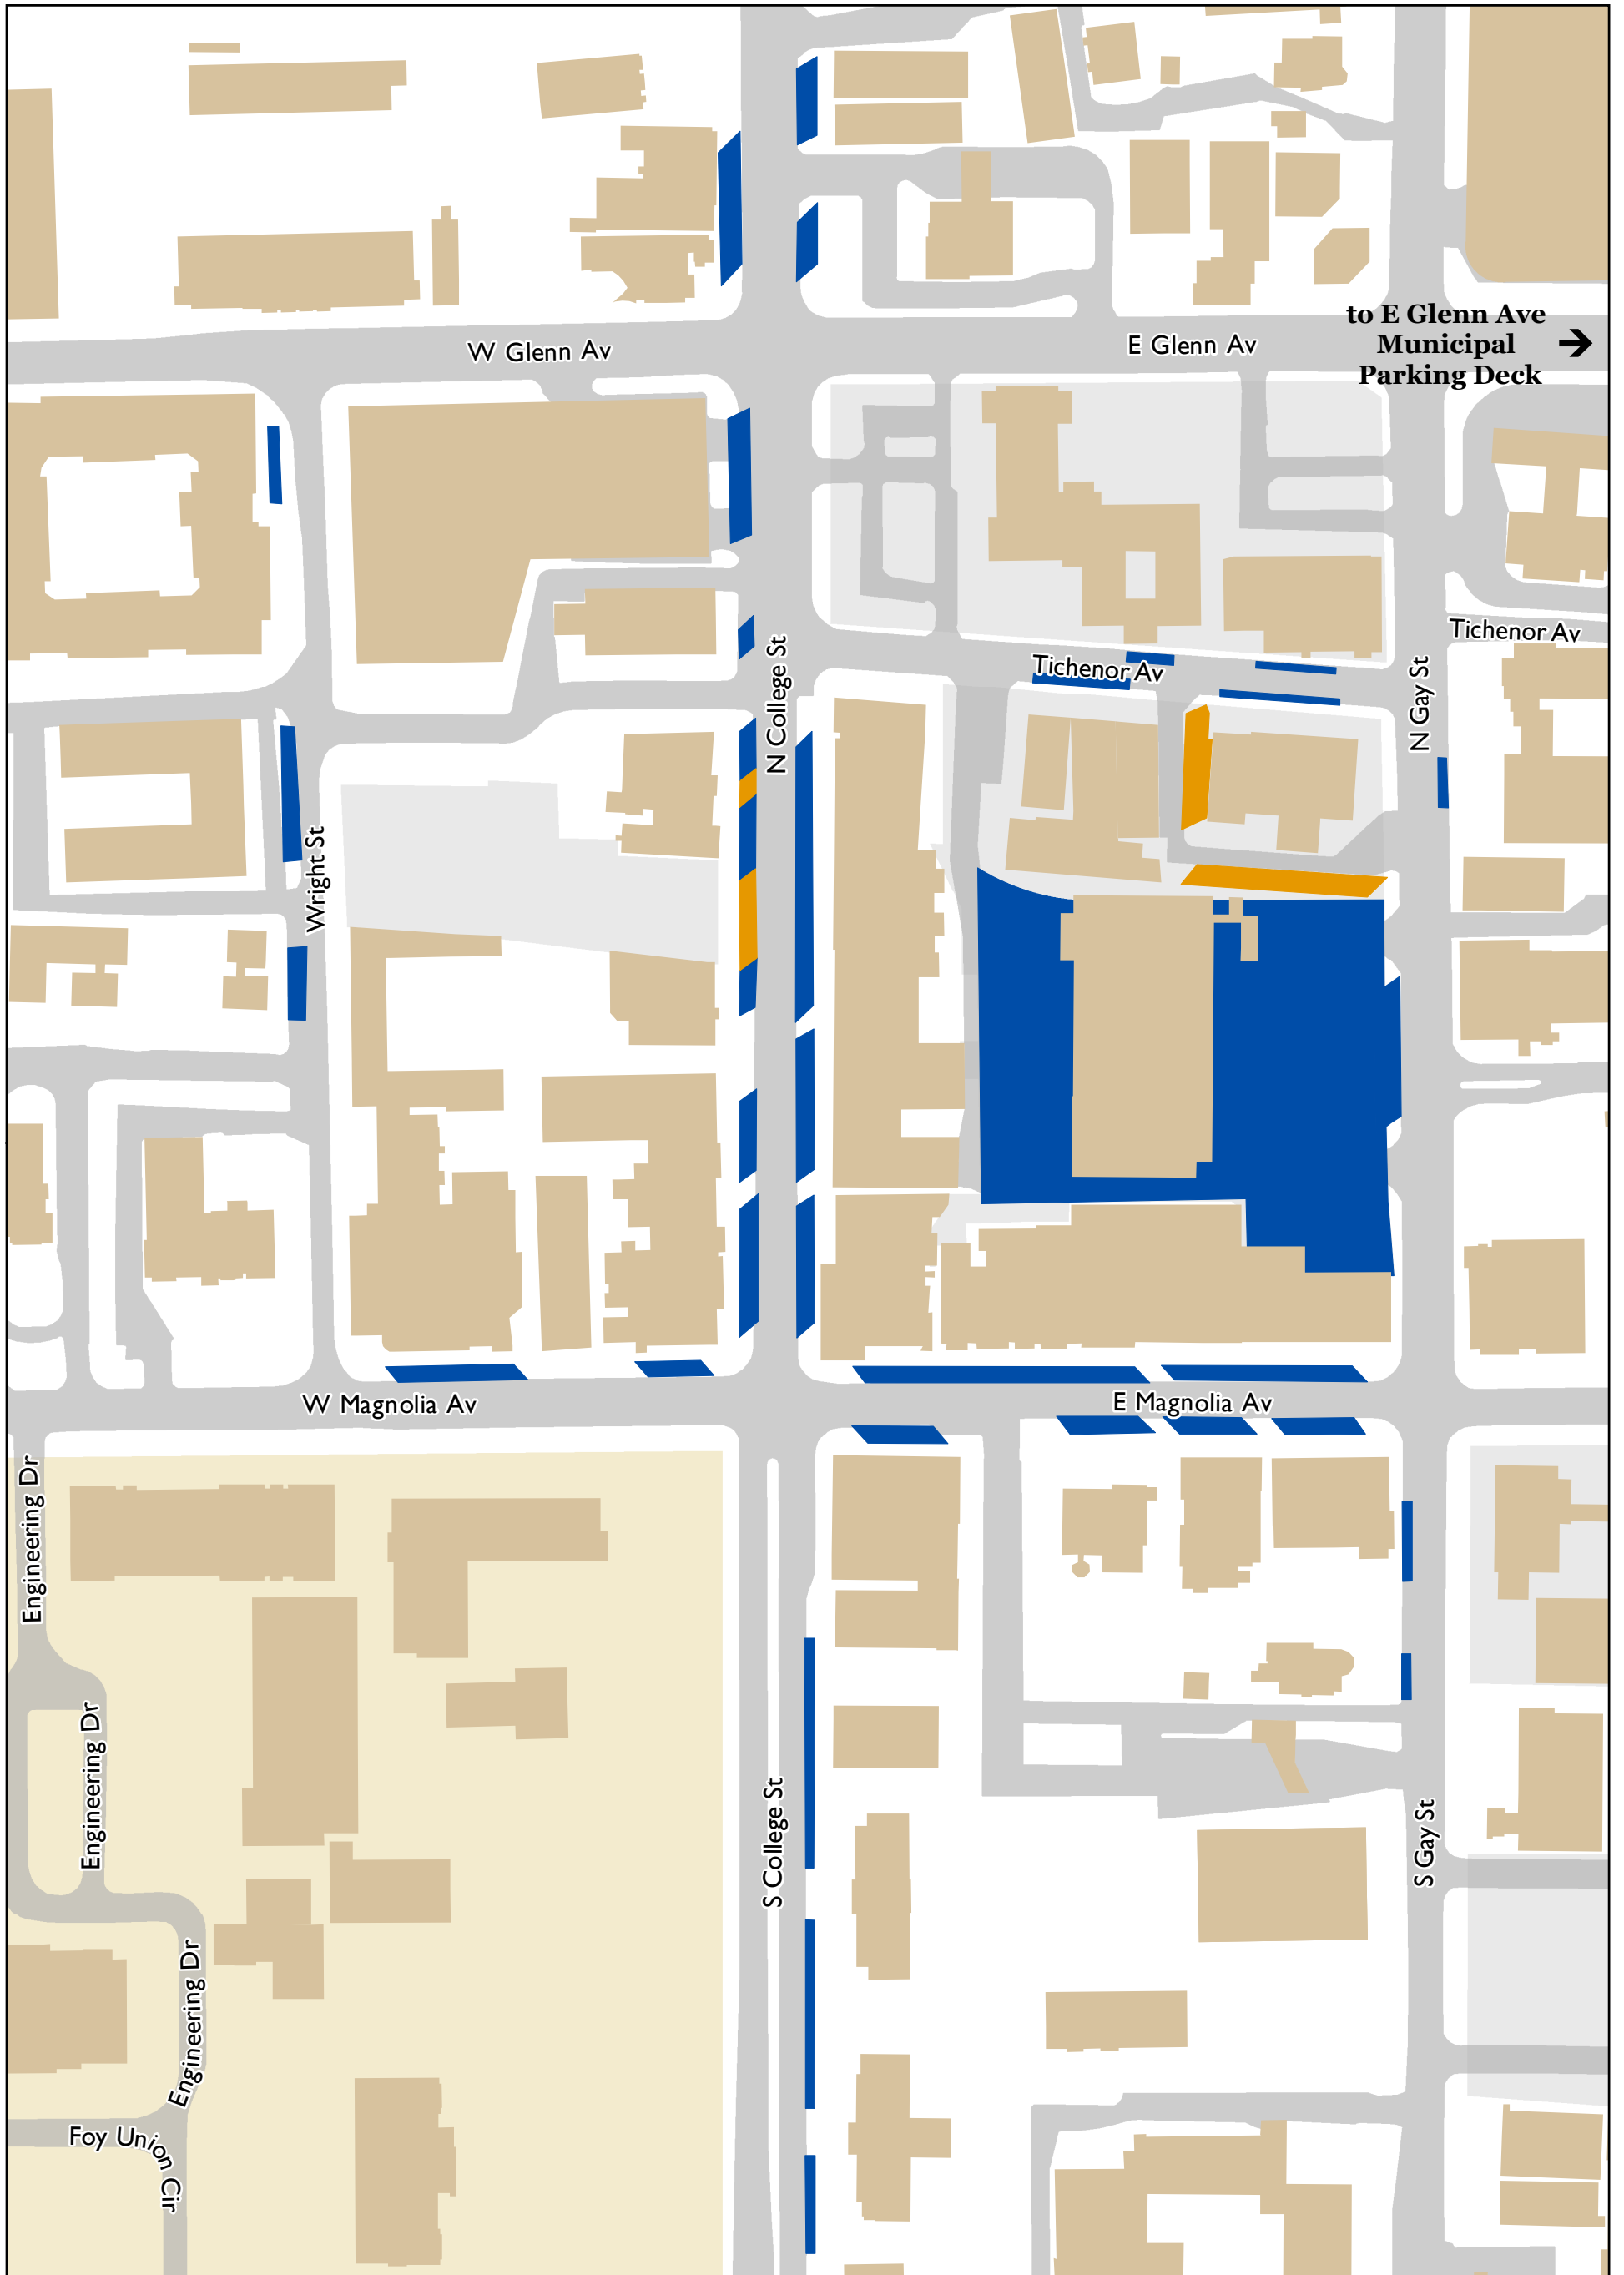 to E Glenn Ave
Municipal
Parking Deck
W Glenn Av
E Glenn Av
Tichenor Av
Tichenor Av
N College St
N Gay St
Wright St
W Magnolia Av
E Magnolia Av
Engineering Dr
Engineering Dr
S College St
S Gay St
Engineering Dr
Foy Union Cir